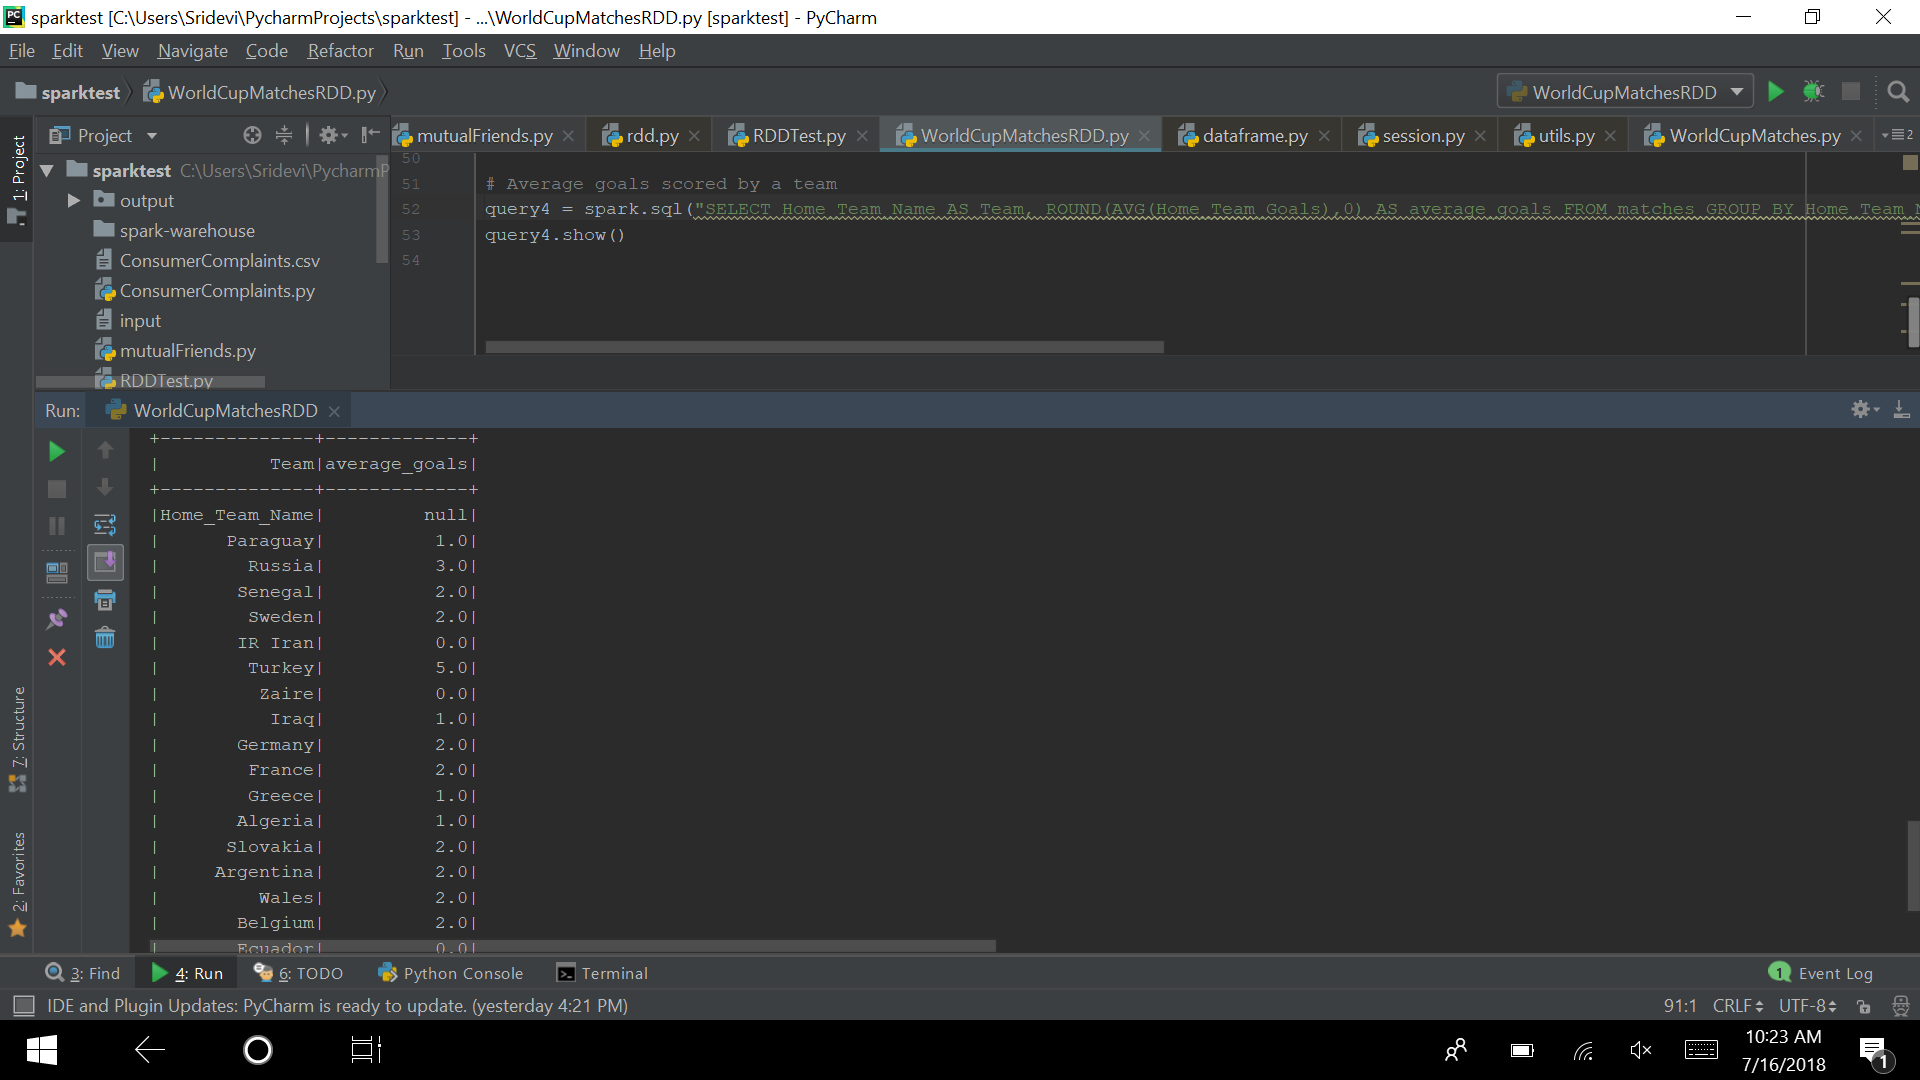 sparktest [C:\Users\Sridevi\PycharmProjects\sparktest] - ...\WorldCupMatchesRDD.py [sparktest] - PyCharm
File Edit View Navigate Code Refactor Run Tools VCS Window Help
sparktest WorldCupMatchesRDD.py WorldCupMatchesRDD
Project mutualFriends.py rdd.py RDDTest.py WorldCupMatchesRDD.py dataframe.py session.py utils.py WorldCupMatches.py 2
1: Project
7: Structure
2: Favorites
sparktest C:\Users\Sridevi\PycharmP
output
spark-warehouse
ConsumerComplaints.csv
ConsumerComplaints.py
input
mutualFriends.py
RDDTest.py
50
51 # Average goals scored by a team
52 query4 = spark.sql("SELECT Home_Team_Name AS Team, ROUND(AVG(Home_Team_Goals),0) AS average_goals FROM matches GROUP BY Home_Team_N
53 query4.show()
54
Run: WorldCupMatchesRDD
+--------------+-------------+
| Team|average_goals|
+--------------+-------------+
|Home_Team_Name| null|
| Paraguay| 1.0|
| Russia| 3.0|
| Senegal| 2.0|
| Sweden| 2.0|
| IR Iran| 0.0|
| Turkey| 5.0|
| Zaire| 0.0|
| Iraq| 1.0|
| Germany| 2.0|
| France| 2.0|
| Greece| 1.0|
| Algeria| 1.0|
| Slovakia| 2.0|
| Argentina| 2.0|
| Wales| 2.0|
| Belgium| 2.0|
| Ecuador| 0.0|
3: Find 4: Run 6: TODO Python Console Terminal 1 Event Log
IDE and Plugin Updates: PyCharm is ready to update. (yesterday 4:21 PM) 91:1 CRLF UTF-8
10:23 AM
7/16/2018
1